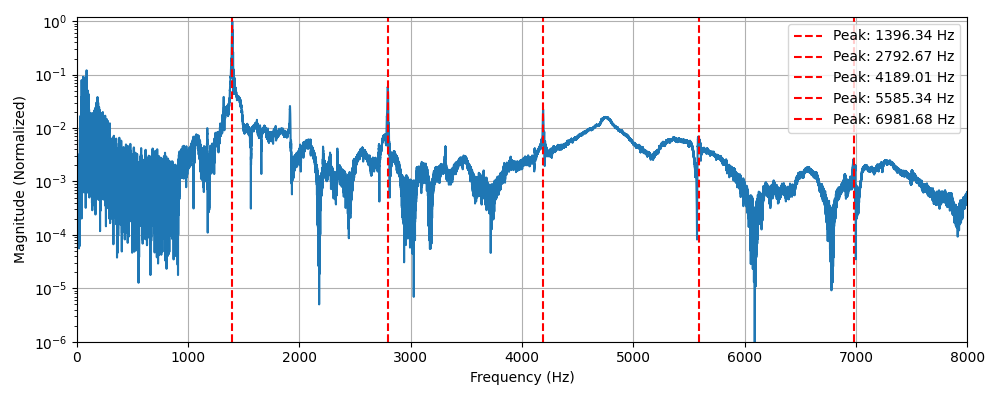 10⁰
10⁻¹
10⁻²
10⁻³
10⁻⁴
10⁻⁵
10⁻⁶
Magnitude (Normalized)
Peak: 1396.34 Hz
Peak: 2792.67 Hz
Peak: 4189.01 Hz
Peak: 5585.34 Hz
Peak: 6981.68 Hz
0 1000 2000 3000 4000 5000 6000 7000 8000
Frequency (Hz)